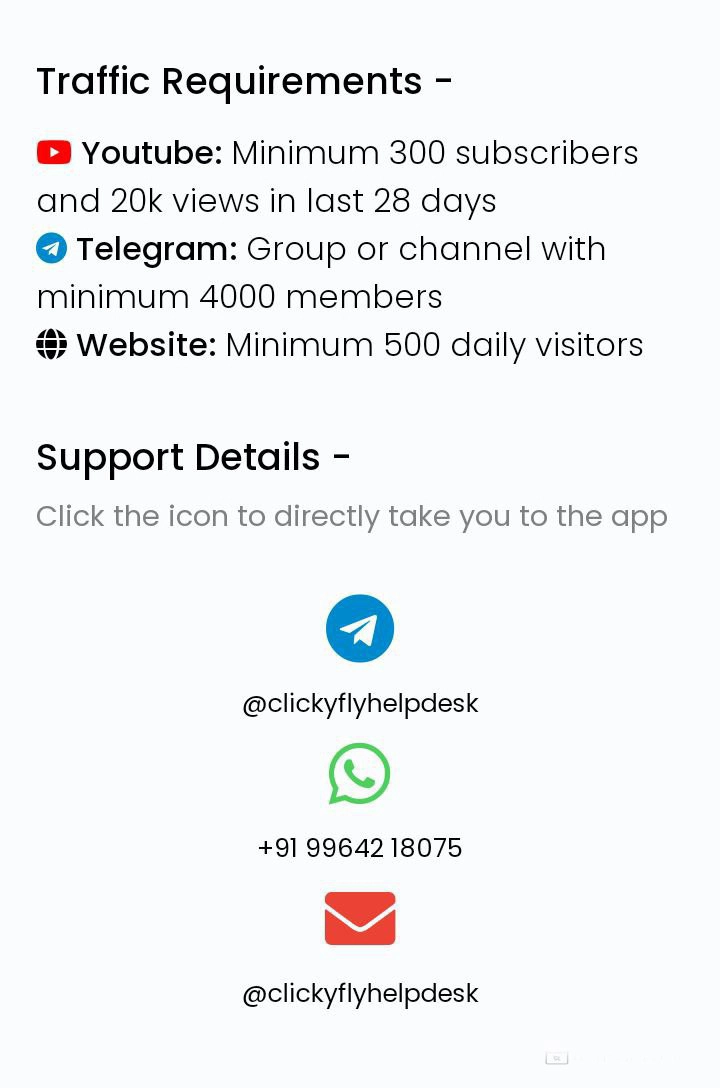 Traffic Requirements -
Youtube: Minimum 300 subscribers
and 20k views in last 28 days
Telegram: Group or channel with
minimum 4000 members
Website: Minimum 500 daily visitors
Support Details -
Click the icon to directly take you to the app
@clickyflyhelpdesk
+91 99642 18075
@clickyflyhelpdesk